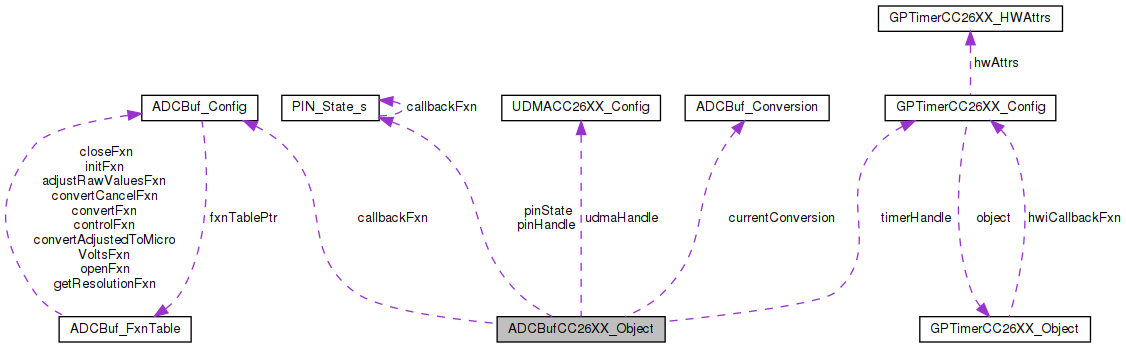 GPTimerCC26XX_HWAttrs
hwAttrs
ADCBuf_Config
PIN_State_s
callbackFxn
UDMACC26XX_Config
ADCBuf_Conversion
GPTimerCC26XX_Config
closeFxn
initFxn
adjustRawValuesFxn
convertCancelFxn
convertFxn
controlFxn
convertAdjustedToMicro
VoltsFxn
openFxn
getResolutionFxn
fxnTablePtr
callbackFxn
pinState
pinHandle
udmaHandle
currentConversion
timerHandle
object
hwiCallbackFxn
ADCBuf_FxnTable
ADCBufCC26XX_Object
GPTimerCC26XX_Object